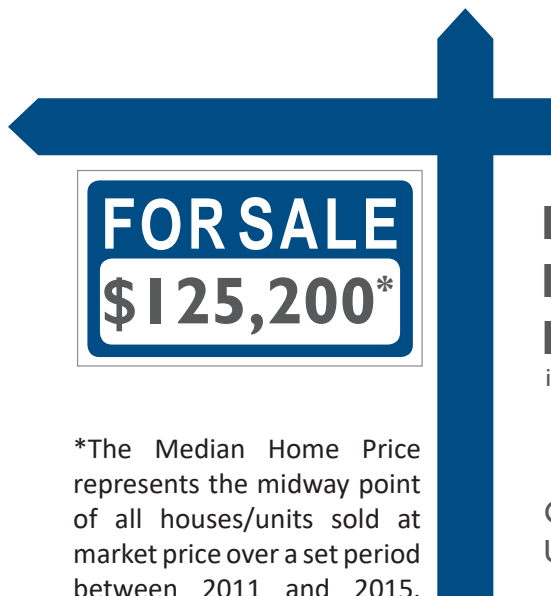 FOR SALE
$125,200*
*The Median Home Price
represents the midway point
of all houses/units sold at
market price over a set period
between 2011 and 2015.